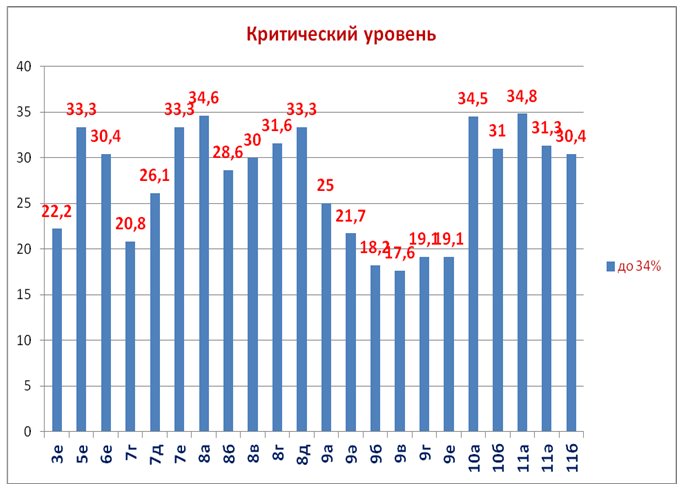 Критический уровень
40
35
30
25
20
15
10
5
0
22,2
33,3
30,4
20,8
26,1
33,3
34,6
28,6
30
31,6
33,3
25
21,7
18,2
17,6
19,1
19,1
34,5
31
34,8
31,3
30,4
3е
5е
6е
7г
7д
7е
8а
8б
8в
8г
8д
9а
9ә
9б
9в
9г
9е
10а
10б
11а
11ә
11б
до 34%